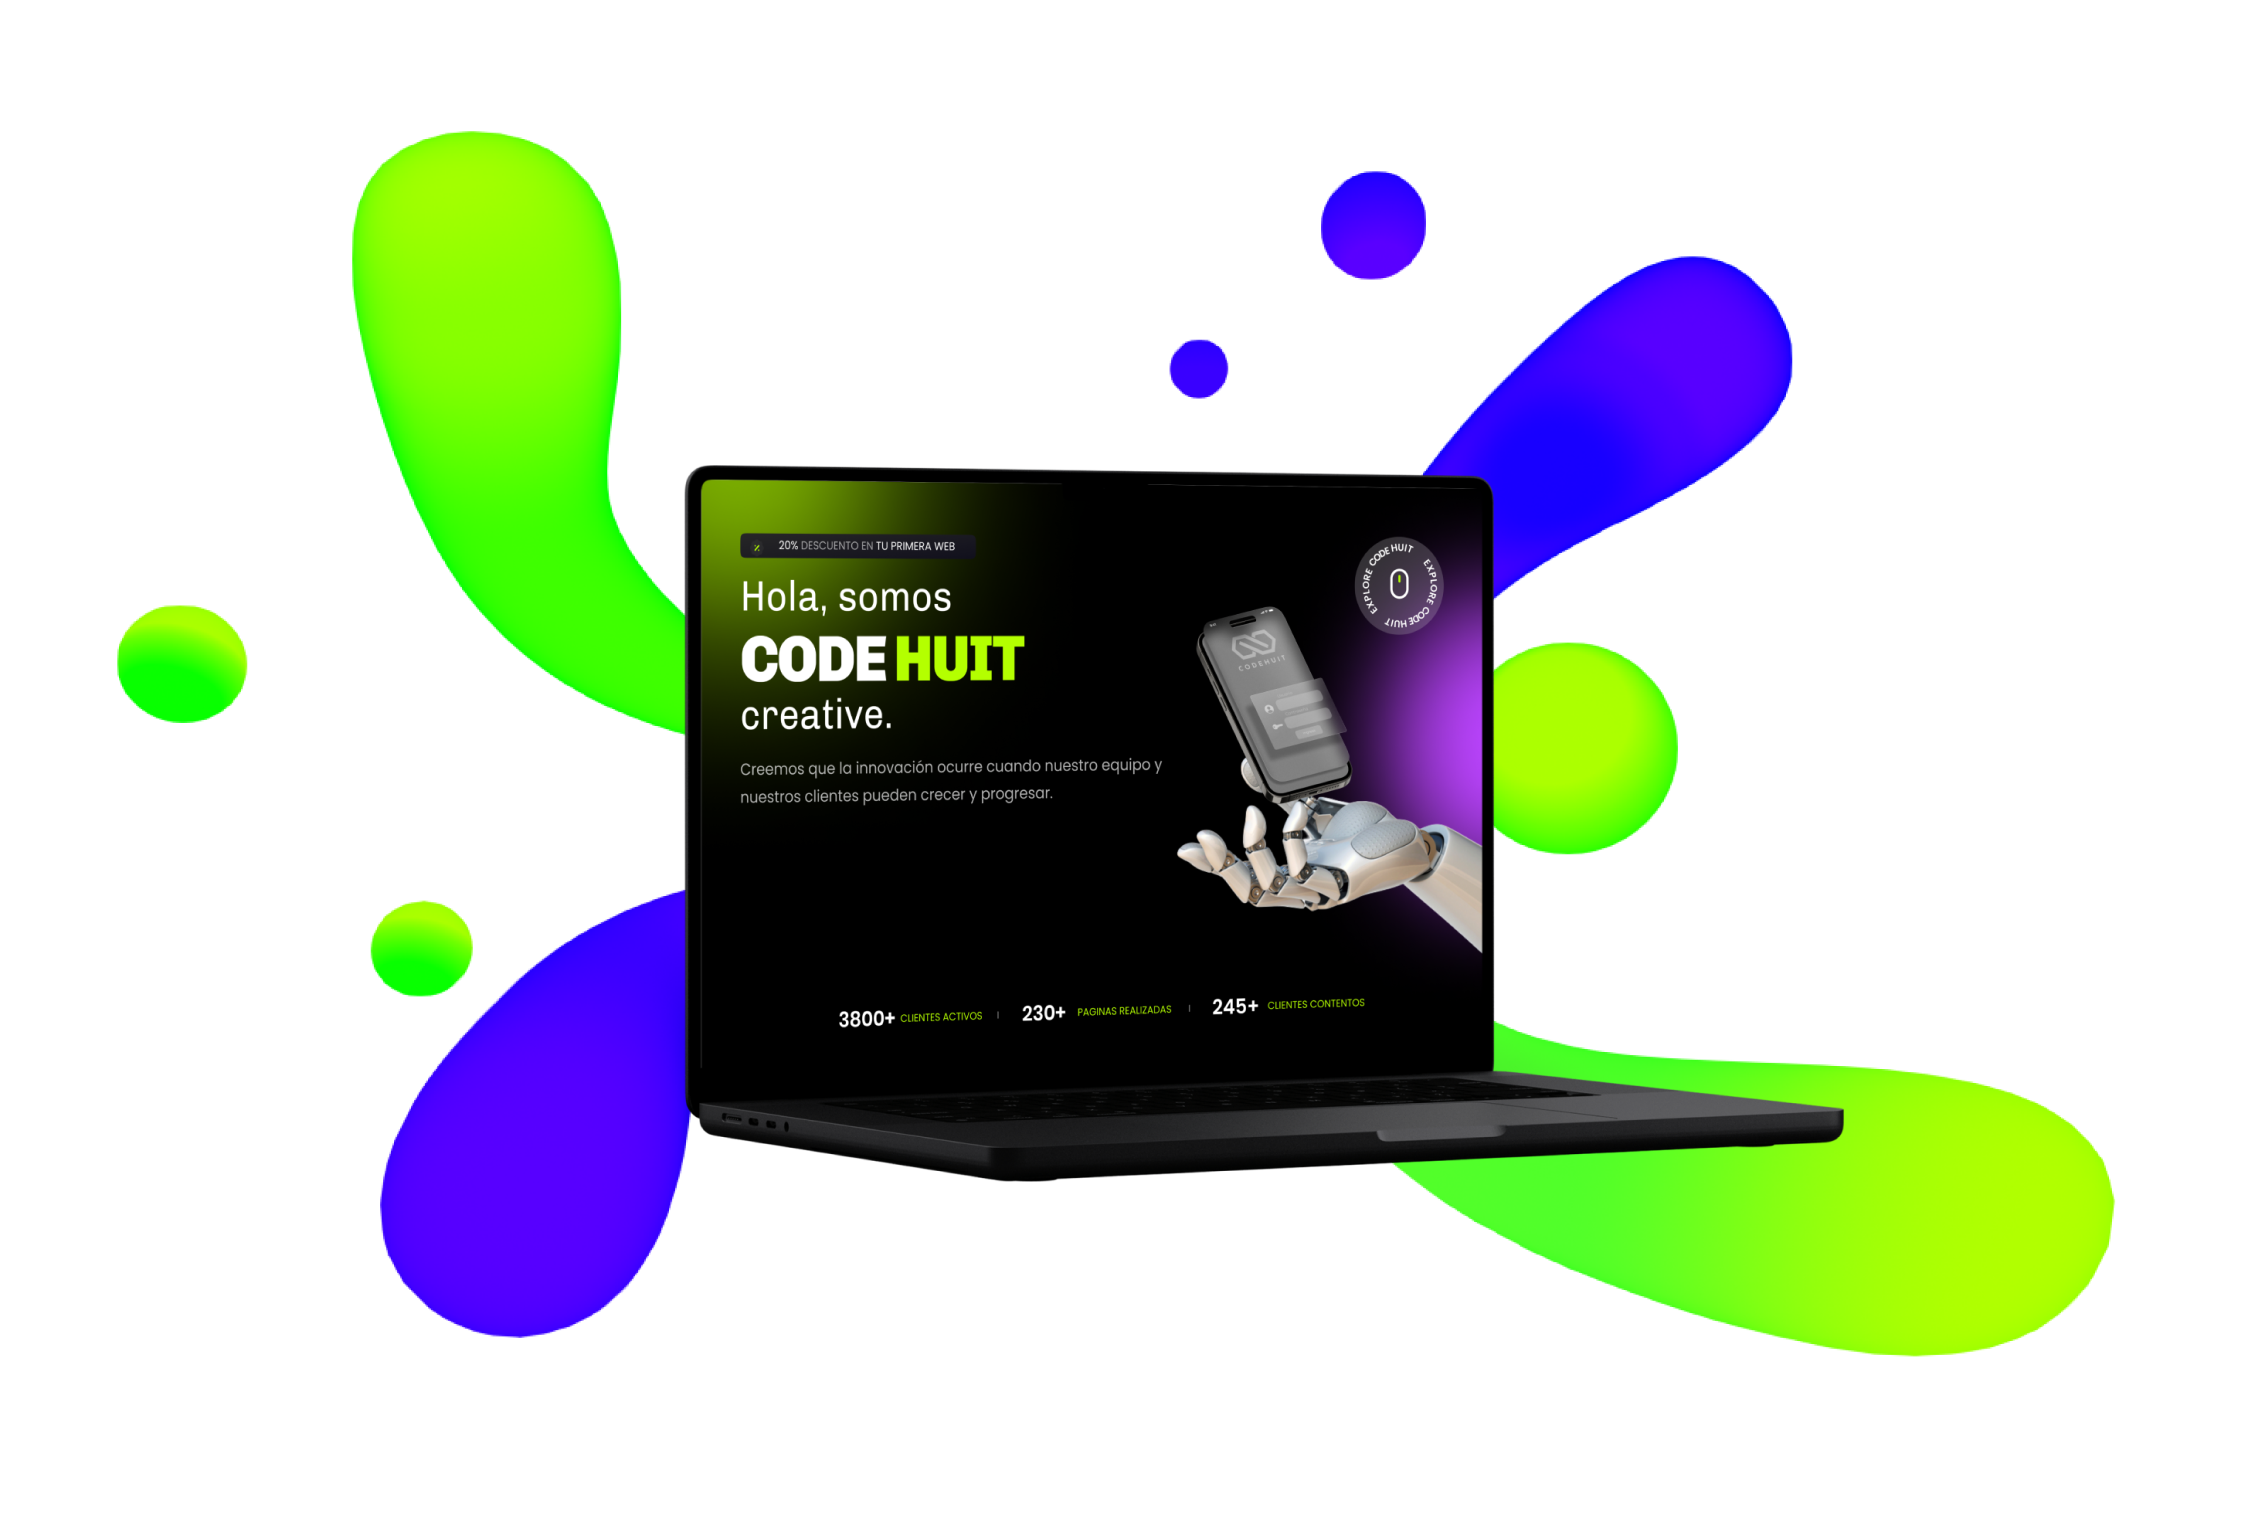 20% DESCUENTO EN TU PRIMERA WEB
Hola, somos
CODE HUIT
creative.
Creemos que la innovación ocurre cuando nuestro equipo y
nuestros clientes pueden crecer y progresar.
EXPLORE CODE HUIT EXPLORE CODE HUIT
CODEHUIT
3800+ CLIENTES ACTIVOS
230+ PAGINAS REALIZADAS
245+ CLIENTES CONTENTOS